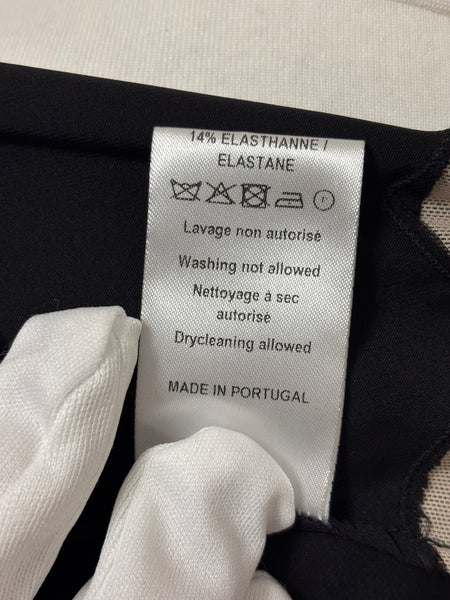 14% ELASTHANNE /
ELASTANE
Lavage non autorisé
Washing not allowed
Nettoyage à sec
autorisé
Drycleaning allowed
MADE IN PORTUGAL